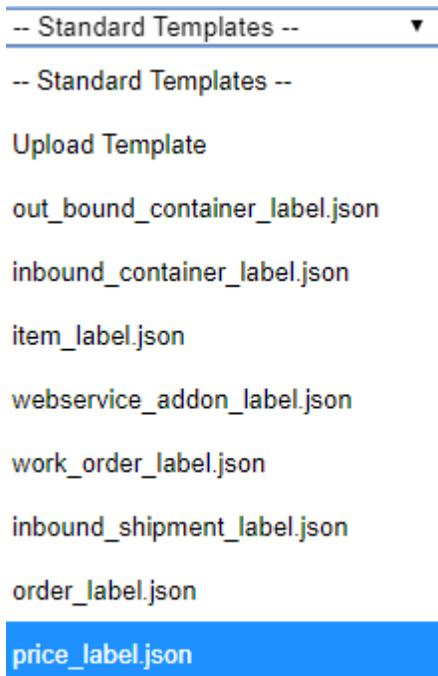 -- Standard Templates --
-- Standard Templates --
Upload Template
out_bound_container_label.json
inbound_container_label.json
item_label.json
webservice_addon_label.json
work_order_label.json
inbound_shipment_label.json
order_label.json
price_label.json